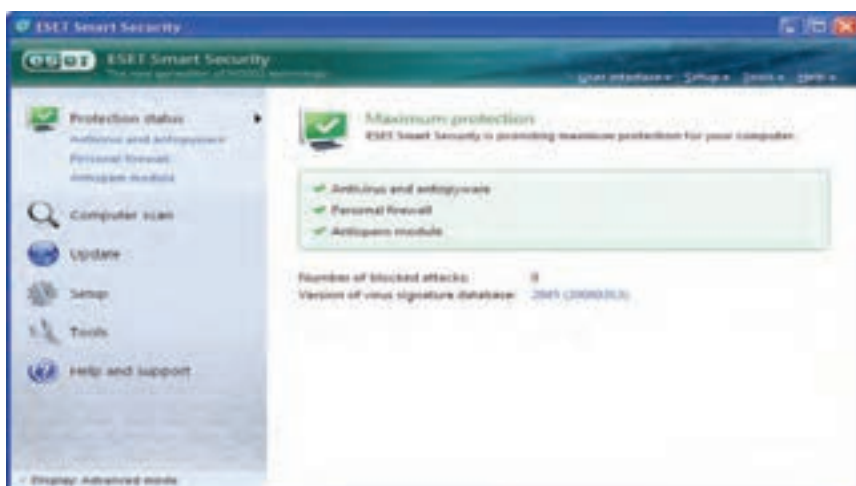 ESET Smart Security
eset ESET Smart Security
User interface Setup Tools Help
Protection status
Antivirus and antispyware
Personal firewall
Antispam module
Computer scan
Update
Setup
Tools
Help and support
Display: Advanced mode
Maximum protection
ESET Smart Security is providing maximum protection for your computer.
Antivirus and antispyware
Personal firewall
Antispam module
Number of blocked attacks: 0
Version of virus signature database: